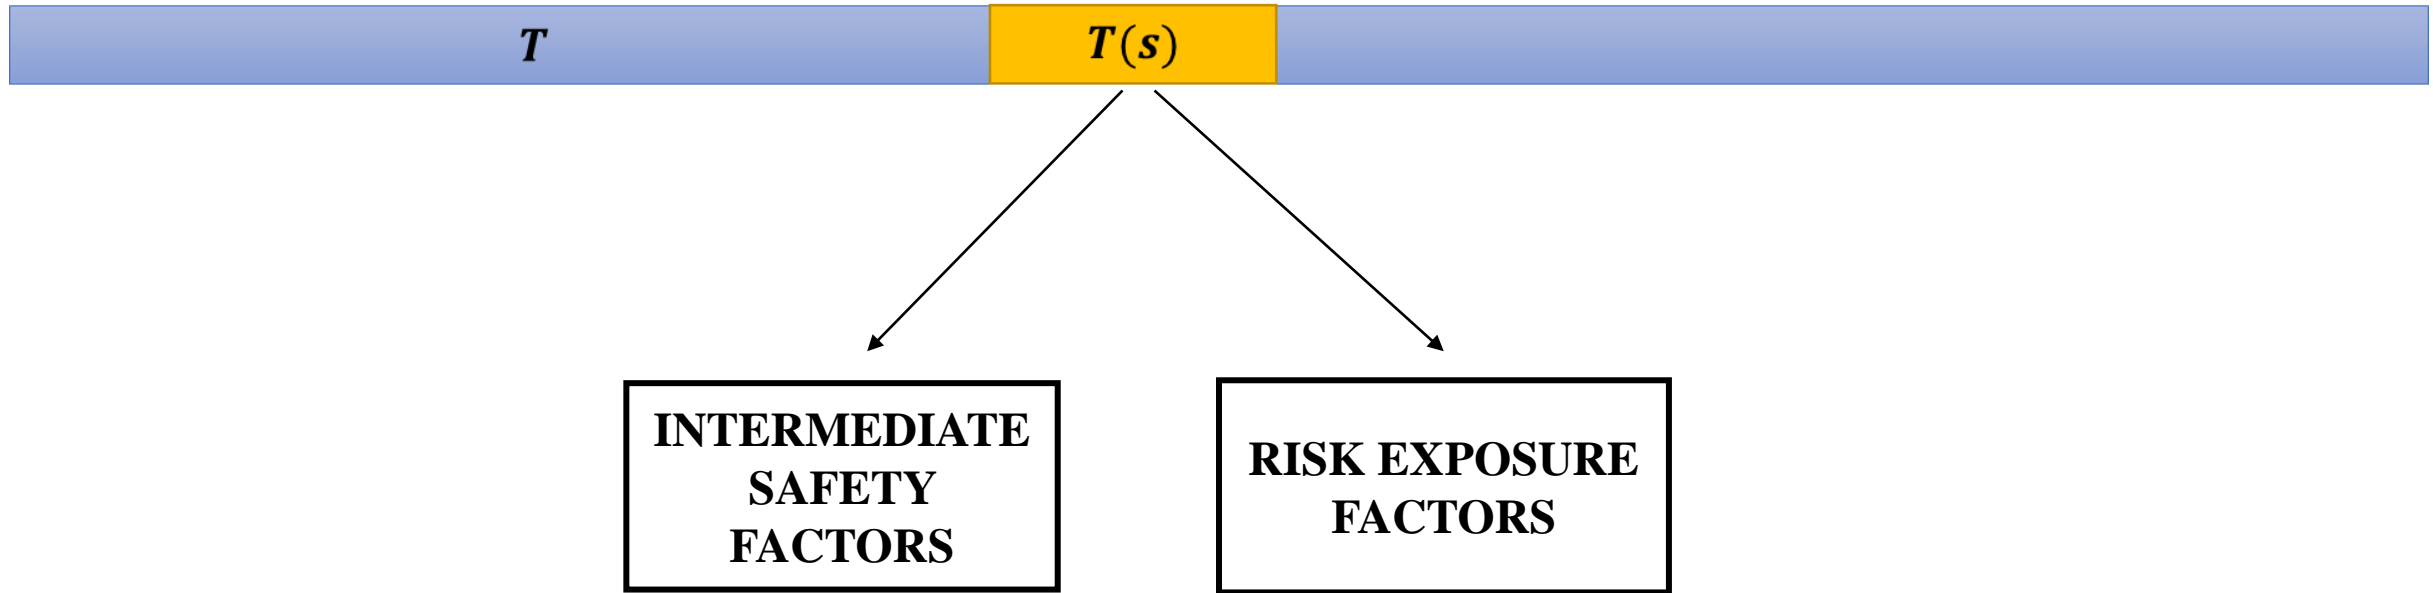 T
T(s)
INTERMEDIATE
SAFETY
FACTORS
RISK EXPOSURE
FACTORS